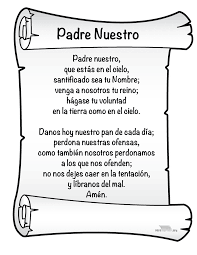 Padre Nuestro
Padre nuestro,
que estás en el cielo,
santificado sea tu Nombre;
venga a nosotros tu reino;
hágase tu voluntad
en la tierra como en el cielo.
Danos hoy nuestro pan de cada día;
perdona nuestras ofensas,
como también nosotros perdonamos
a los que nos ofenden;
no nos dejes caer en la tentación,
y líbranos del mal.
Amén.